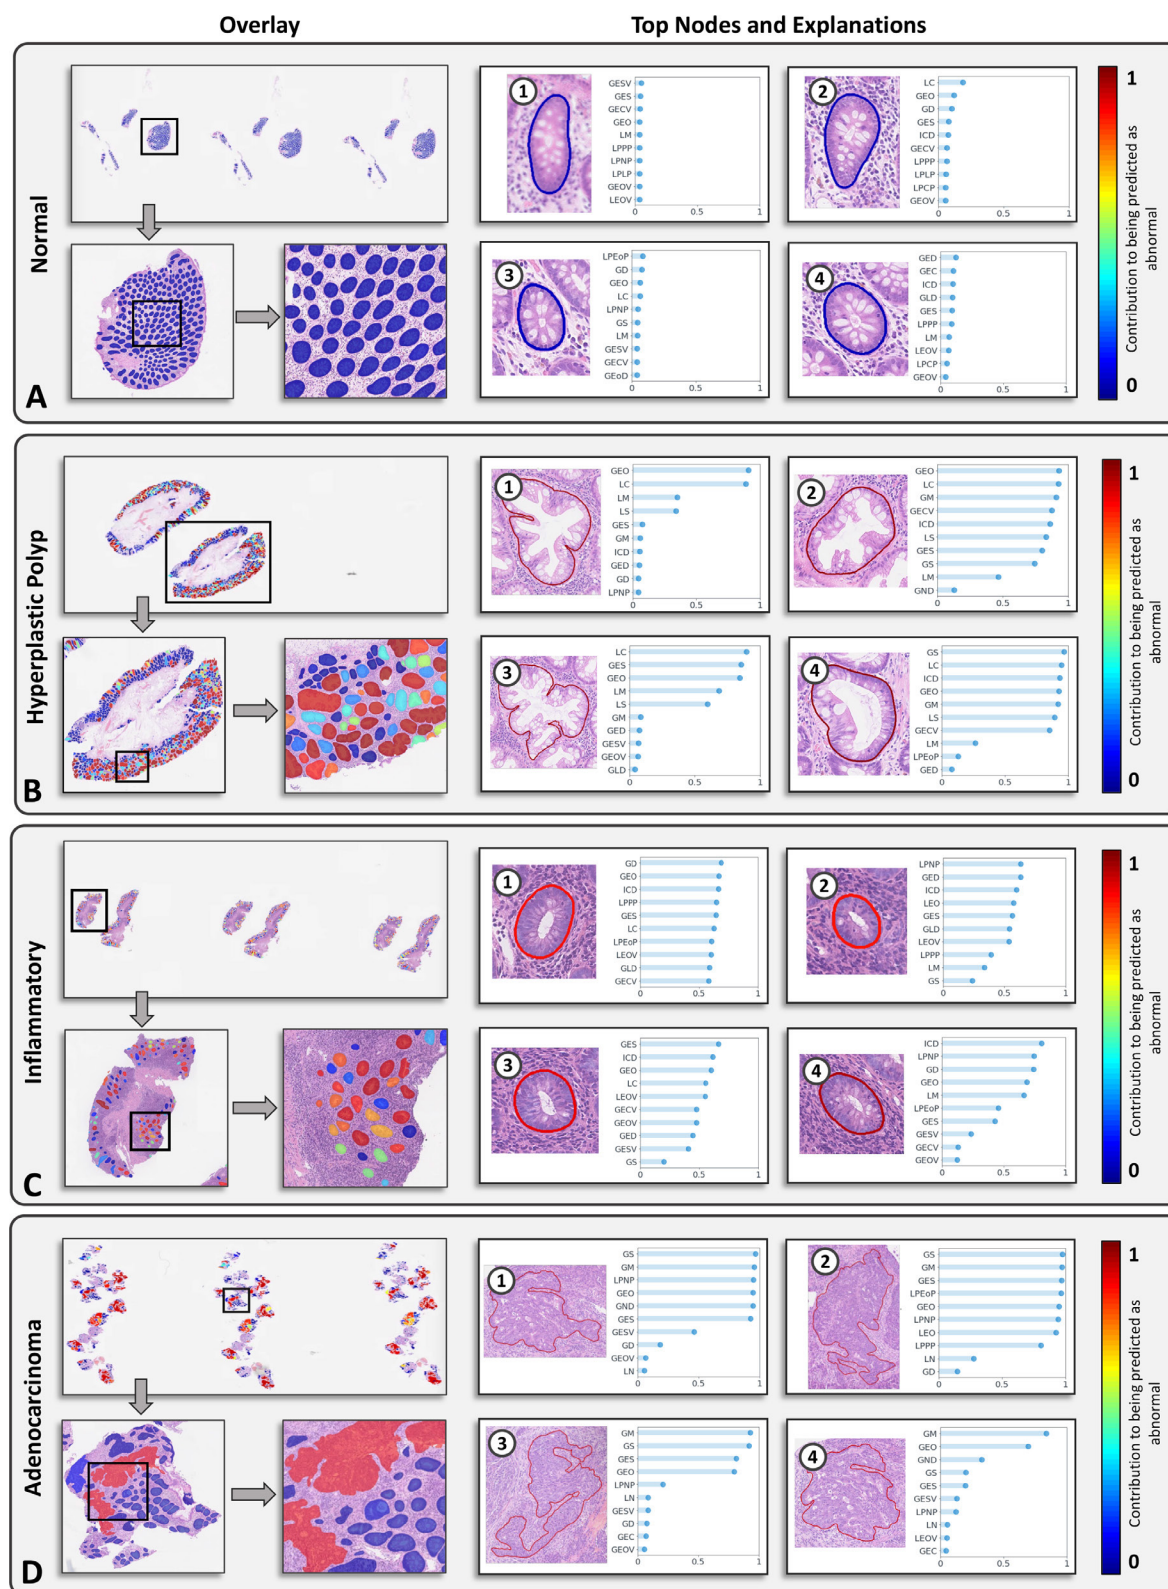 Overlay
Top Nodes and Explanations
Normal
A
1
GESV
GES
GECV
GEO
LM
LPPP
LPNP
LPLP
GEOV
LEOV
0 0.5 1
2
LC
GEO
GD
GES
ICD
GECV
LPPP
LPLP
LPCP
GEOV
0 0.5 1
3
LPEoP
GD
GEO
LC
LPNP
GS
LM
GESV
GECV
GEoD
0 0.5 1
4
GED
GEC
ICD
GLD
GES
LPPP
LM
LEOV
LPCP
GEOV
0 0.5 1
1
0
Contribution to being predicted as
abnormal
Hyperplastic Polyp
B
1
GEO
LC
LM
LS
GES
GM
ICD
GED
GD
LPNP
0 0.5 1
2
GEO
LC
GM
GECV
ICD
LS
GES
GS
LM
GND
0 0.5 1
3
LC
GES
GEO
LM
LS
GM
GED
GESV
GEOV
GLD
0 0.5 1
4
GS
LC
ICD
GEO
GM
LS
GECV
LM
LPEoP
GED
0 0.5 1
1
0
Contribution to being predicted as
abnormal
Inflammatory
C
1
GD
GEO
ICD
LPPP
GES
LC
LPEoP
LEOV
GLD
GECV
0 0.5 1
2
LPNP
GED
ICD
LEO
GES
GLD
LEOV
LPPP
LM
GS
0 0.5 1
3
GES
ICD
GEO
LC
LEOV
GECV
GEOV
GED
GESV
GS
0 0.5 1
4
ICD
LPNP
GD
GEO
LM
LPEoP
GES
GESV
GECV
GEOV
0 0.5 1
1
0
Contribution to being predicted as
abnormal
Adenocarcinoma
D
1
GS
GM
LPNP
GEO
GND
GES
GESV
GD
GEOV
LN
0 0.5 1
2
GS
GM
GES
LPEoP
GEO
LPNP
LEO
LPPP
LN
GD
0 0.5 1
3
GM
GS
GES
GEO
LPNP
LN
GESV
GD
GEC
GEOV
0 0.5 1
4
GM
GEO
GND
GS
GES
GESV
LPNP
LN
LEOV
GEC
0 0.5 1
1
0
Contribution to being predicted as
abnormal